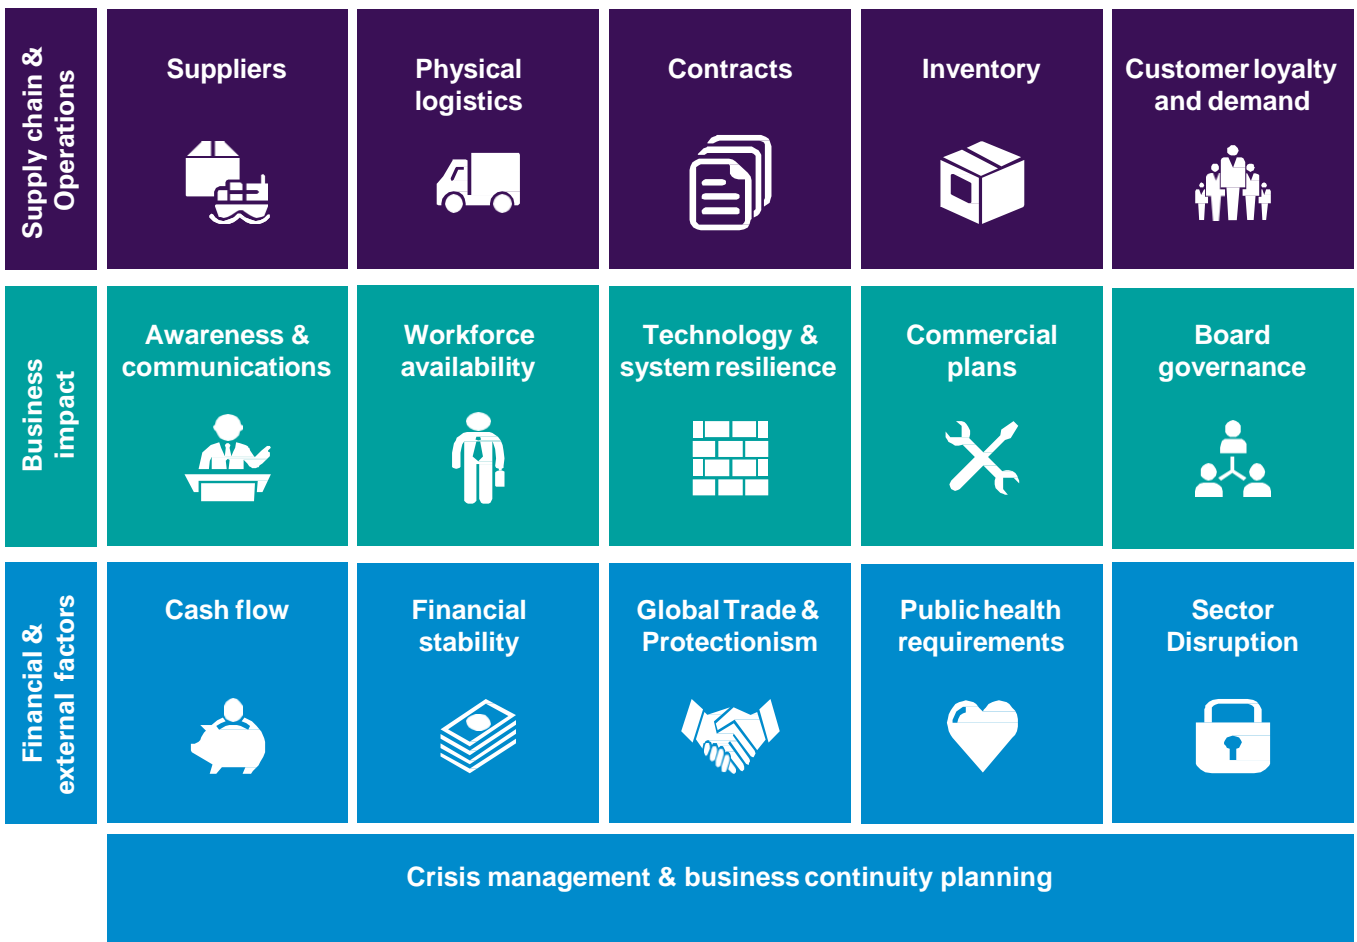 Supply chain &
Operations
Suppliers
Physical
logistics
Contracts
Inventory
Customer loyalty
and demand
Business
impact
Awareness &
communications
Workforce
availability
Technology &
system resilience
Commercial
plans
Board
governance
Financial &
external factors
Cash flow
Financial
stability
Global Trade &
Protectionism
Public health
requirements
Sector
Disruption
Crisis management & business continuity planning